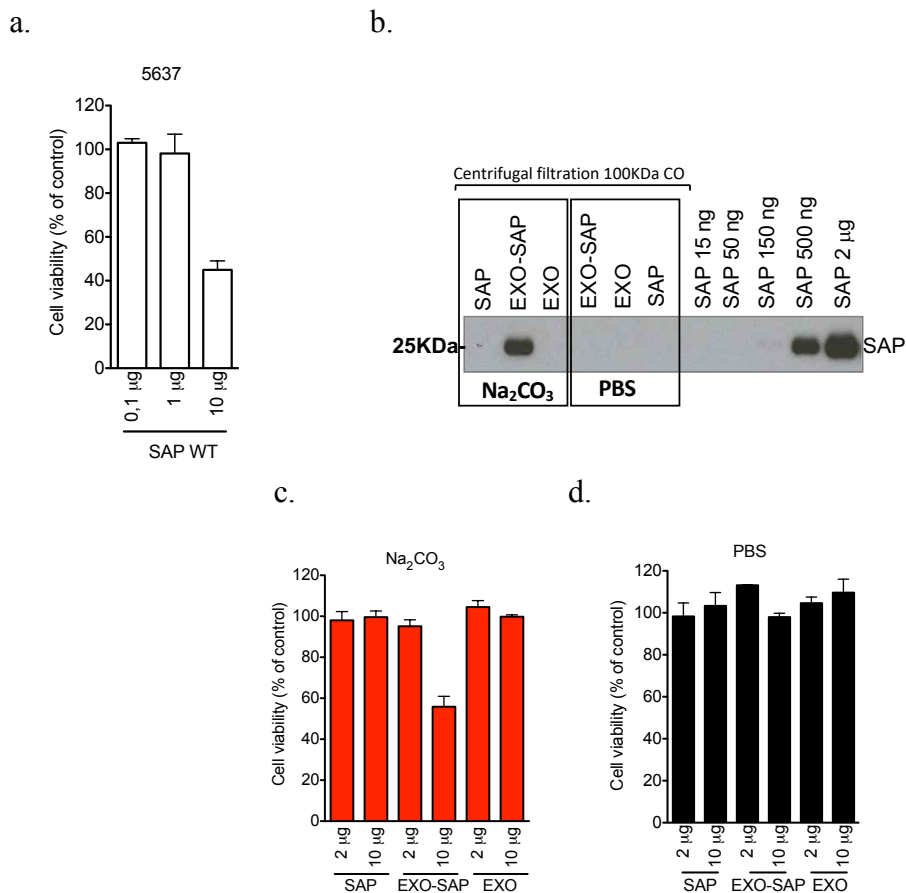 a.
5637
Cell viability (% of control)
120
100
80
60
40
20
0
0,1 µg
1 µg
10 µg
SAP WT
b.
Centrifugal filtration 100KDa CO
SAP
EXO-SAP
EXO
EXO-SAP
EXO
SAP
SAP 15 ng
SAP 50 ng
SAP 150 ng
SAP 500 ng
SAP 2 µg
25KDa-
SAP
Na₂CO₃
PBS
c.
Na₂CO₃
Cell viability (% of control)
120
100
80
60
40
20
0
2 µg
10 µg
2 µg
10 µg
2 µg
10 µg
SAP
EXO-SAP
EXO
d.
PBS
Cell viability (% of control)
120
100
80
60
40
20
0
2 µg
10 µg
2 µg
10 µg
2 µg
10 µg
SAP
EXO-SAP
EXO